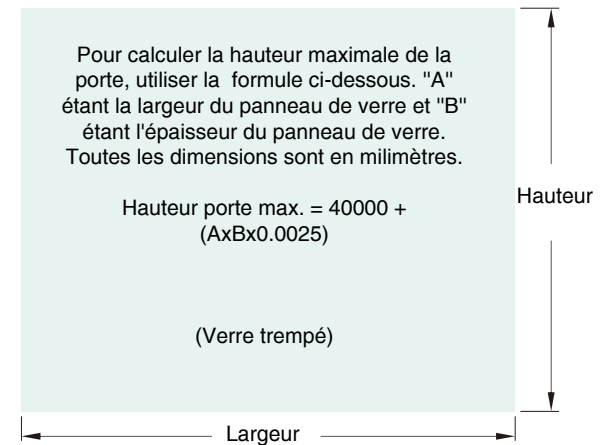 Pour calculer la hauteur maximale de la
porte, utiliser la formule ci-dessous. "A"
étant la largeur du panneau de verre et "B"
étant l'épaisseur du panneau de verre.
Toutes les dimensions sont en milimètres.
Hauteur porte max. = 40000 +
(AxBx0.0025)
(Verre trempé)
Hauteur
Largeur